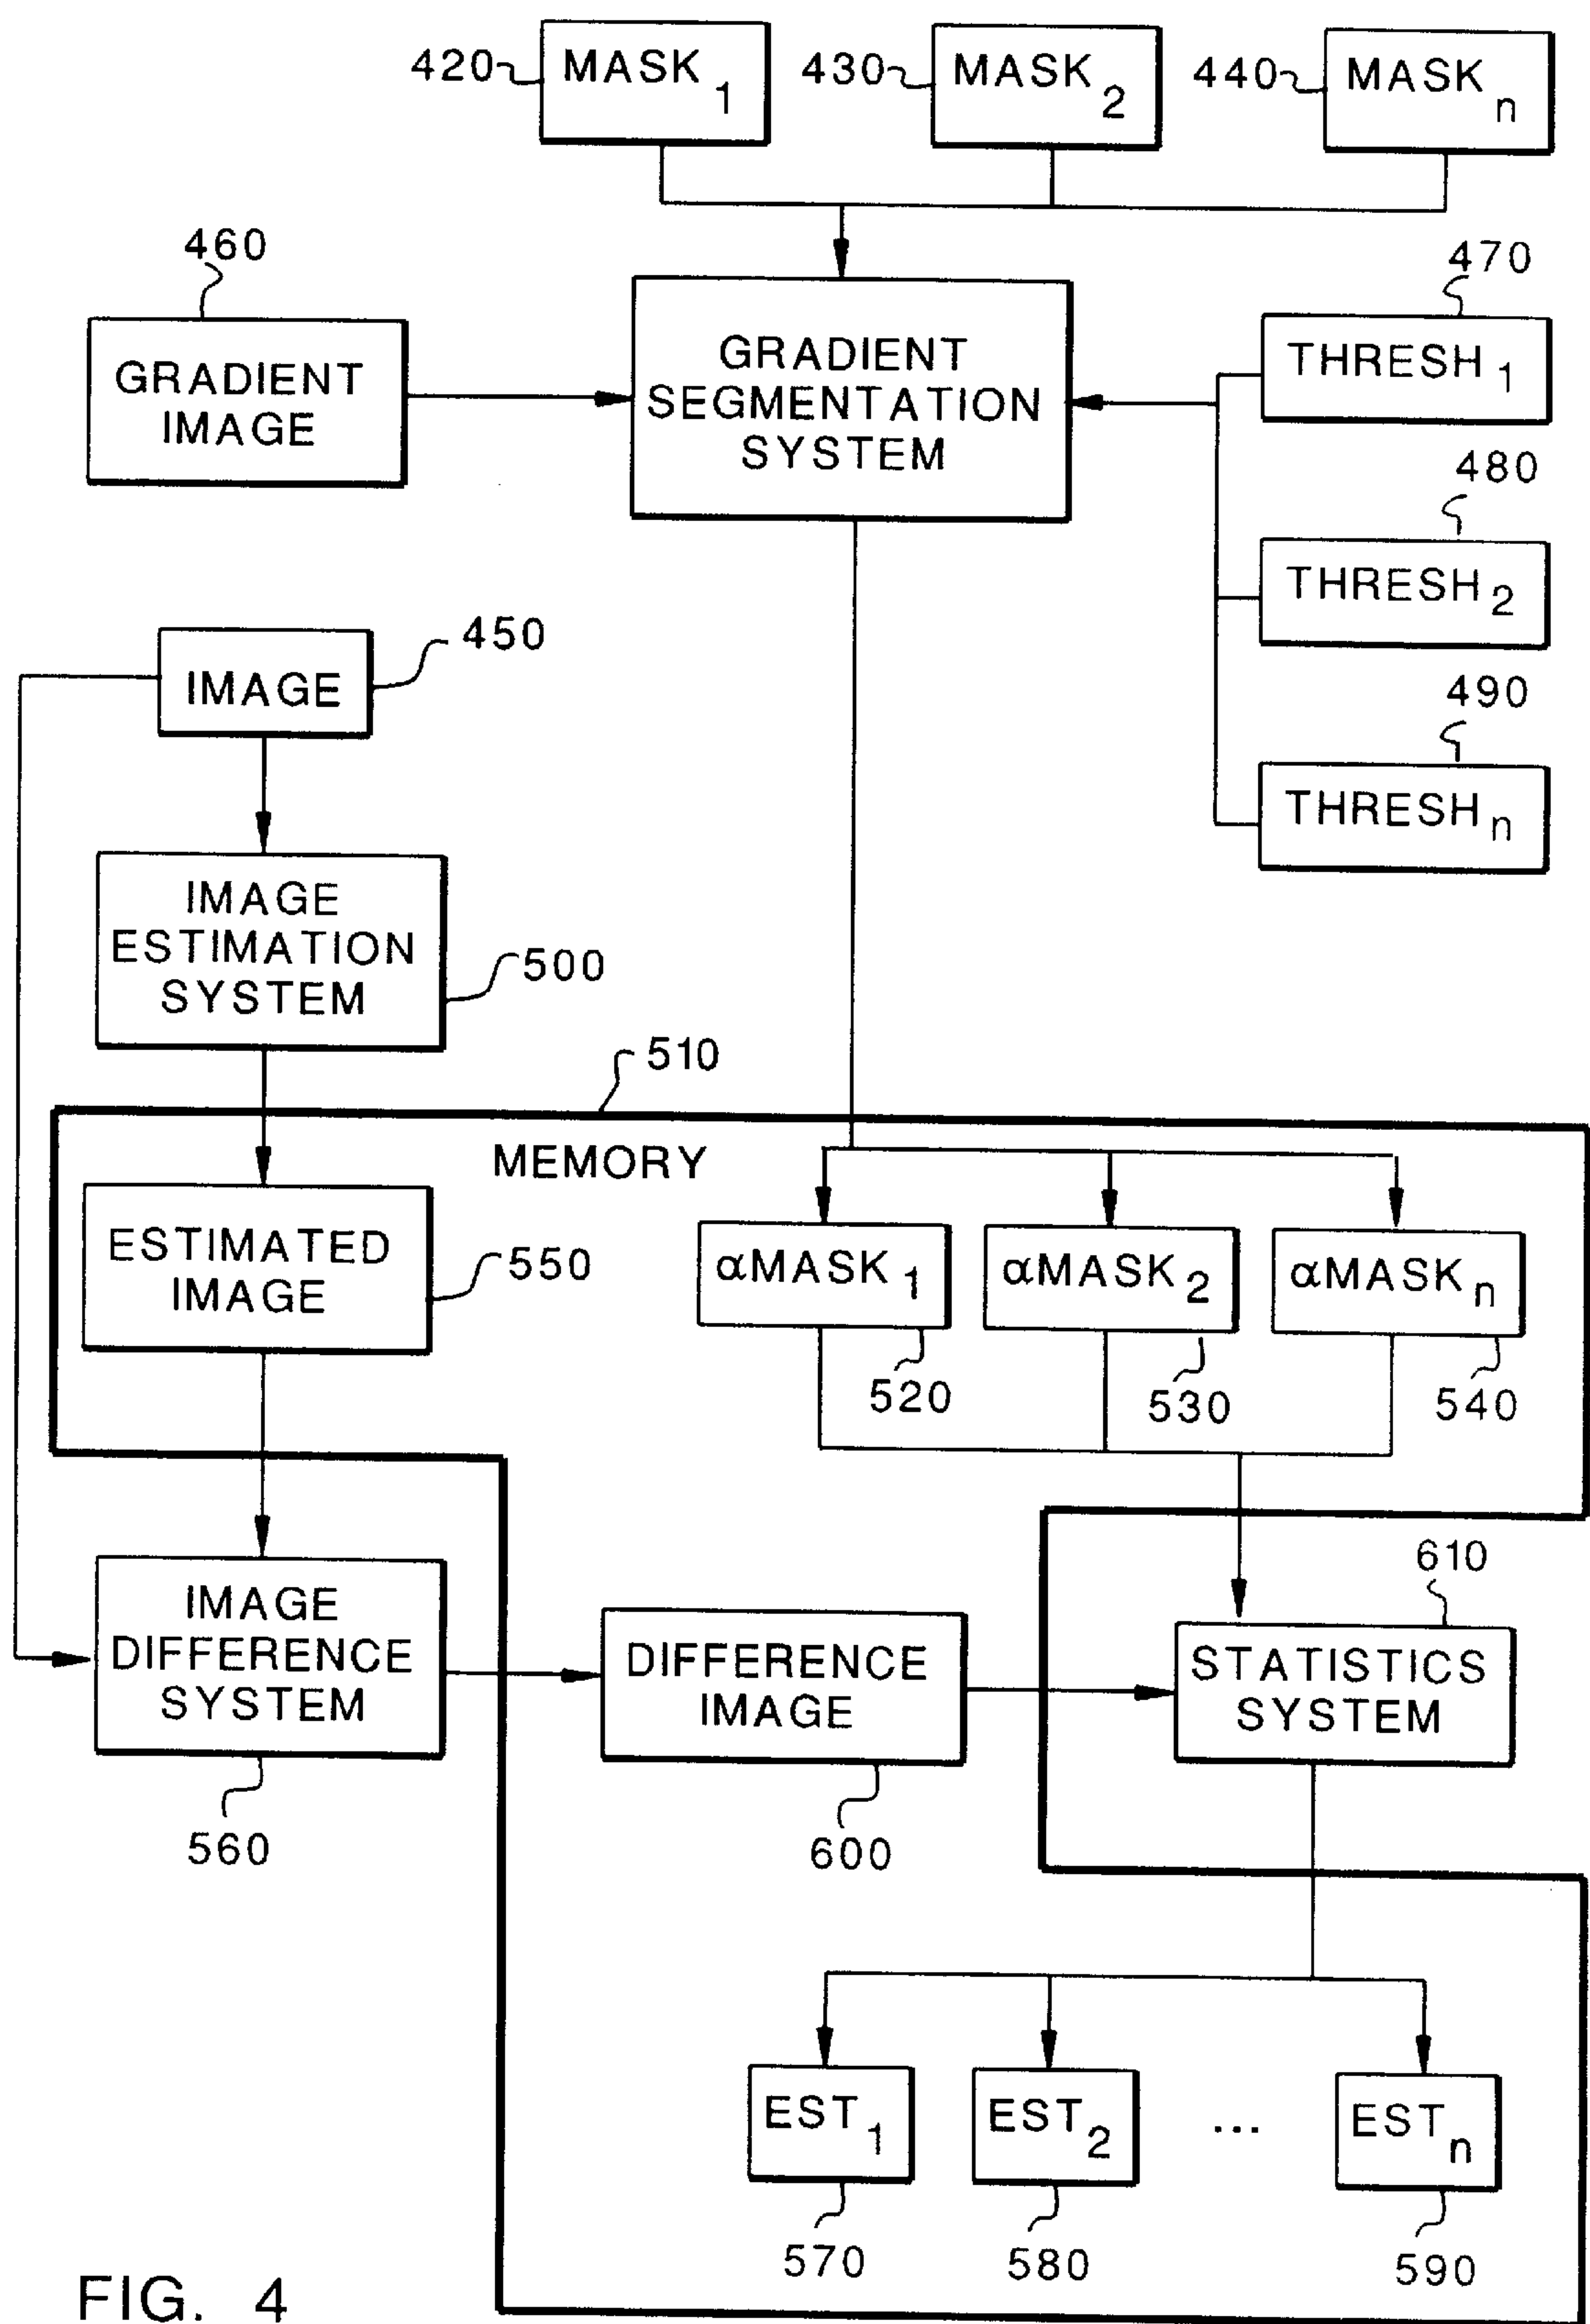 420 MASK 1 430 MASK 2 440 MASK n
460
470
GRADIENT
IMAGE
GRADIENT
SEGMENTATION
SYSTEM
THRESH 1
480
THRESH 2
490
THRESH n
450
IMAGE
IMAGE
ESTIMATION
SYSTEM
500
510
MEMORY
ESTIMATED
IMAGE
550
αMASK 1
αMASK 2
αMASK n
520
530
540
IMAGE
DIFFERENCE
SYSTEM
560
DIFFERENCE
IMAGE
600
610
STATISTICS
SYSTEM
EST 1
EST 2
...
EST n
570
580
590
FIG. 4